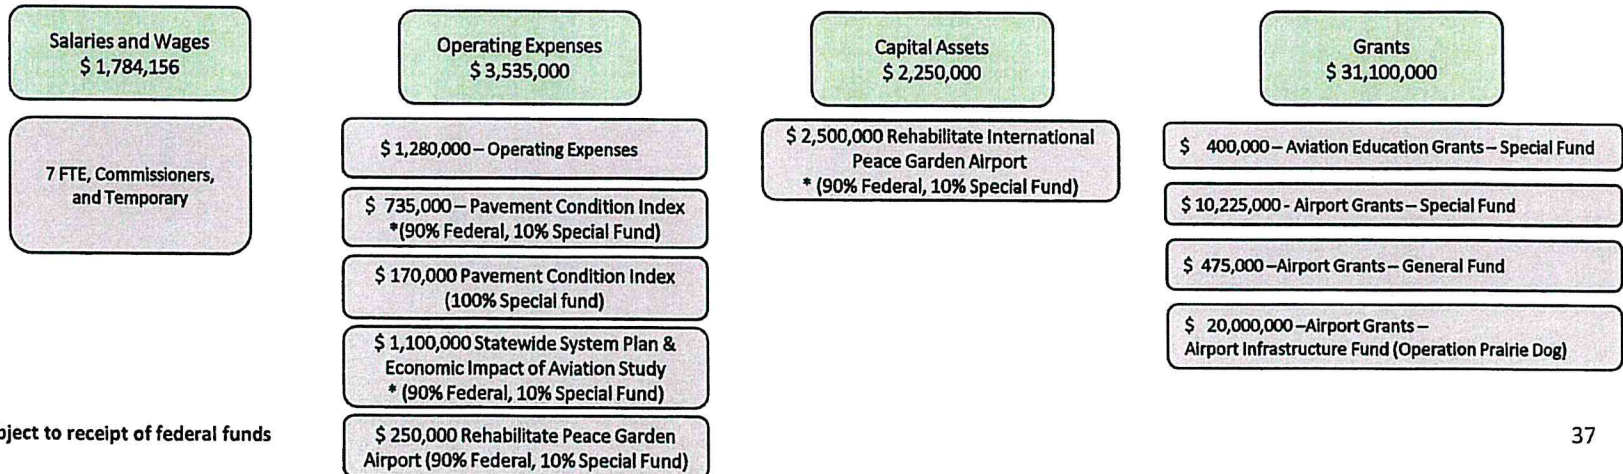 Salaries and Wages
$ 1,784,156
7 FTE, Commissioners,
and Temporary
Operating Expenses
$ 3,535,000
$ 1,280,000 – Operating Expenses
$ 735,000 – Pavement Condition Index
*(90% Federal, 10% Special Fund)
$ 170,000 Pavement Condition Index
(100% Special fund)
$ 1,100,000 Statewide System Plan &
Economic Impact of Aviation Study
* (90% Federal, 10% Special Fund)
$ 250,000 Rehabilitate Peace Garden
Airport (90% Federal, 10% Special Fund)
Capital Assets
$ 2,250,000
$ 2,500,000 Rehabilitate International
Peace Garden Airport
* (90% Federal, 10% Special Fund)
Grants
$ 31,100,000
$ 400,000 – Aviation Education Grants – Special Fund
$ 10,225,000 - Airport Grants – Special Fund
$ 475,000 –Airport Grants – General Fund
$ 20,000,000 –Airport Grants –
Airport Infrastructure Fund (Operation Prairie Dog)
bject to receipt of federal funds
37